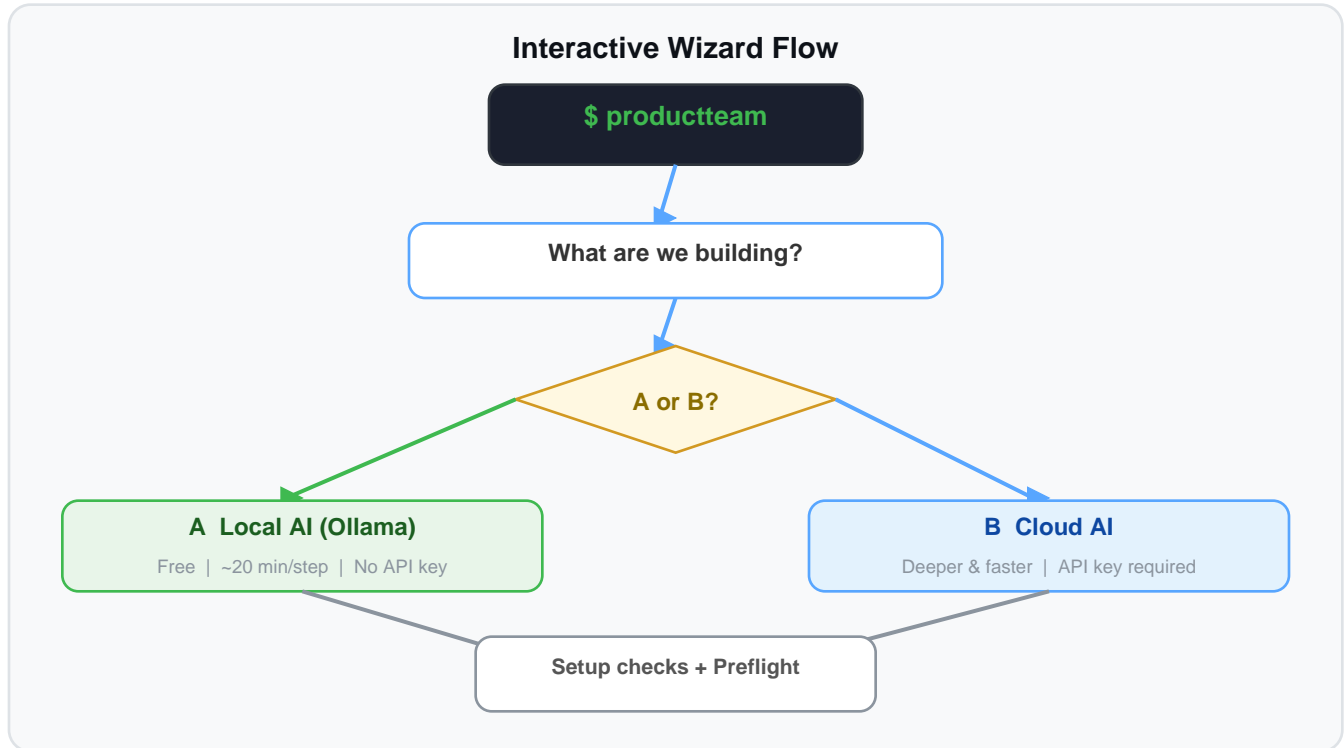 Interactive Wizard Flow
$ productteam
What are we building?
A or B?
A Local AI (Ollama)
Free | ~20 min/step | No API key
B Cloud AI
Deeper & faster | API key required
Setup checks + Preflight